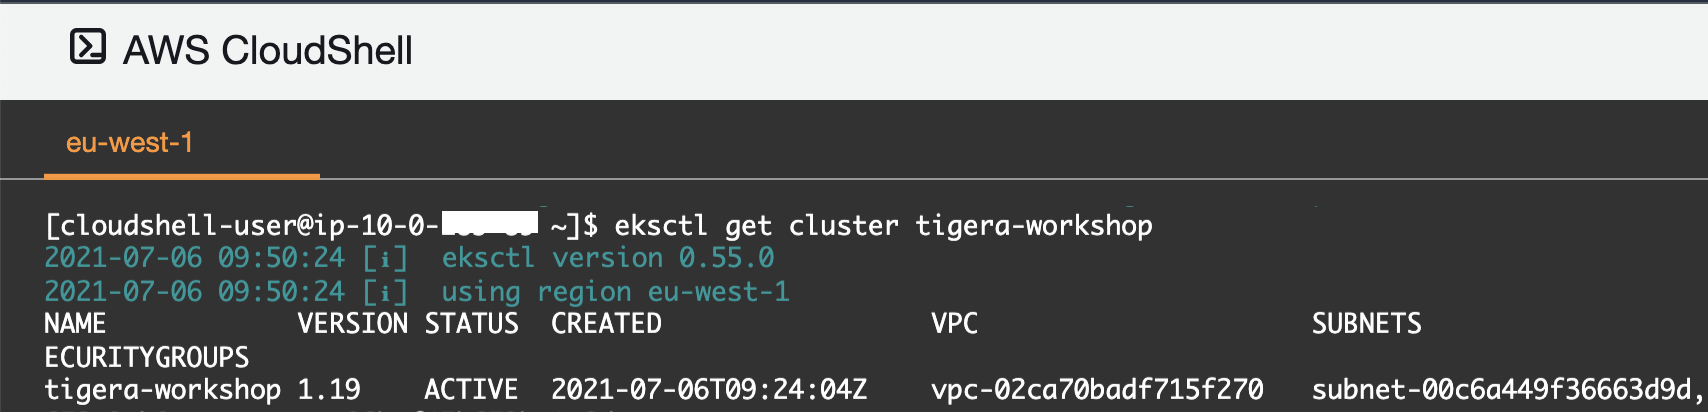 AWS CloudShell
eu-west-1
[cloudshell-user@ip-10-0- ~]$ eksctl get cluster tigera-workshop
2021-07-06 09:50:24 [ℹ]  eksctl version 0.55.0
2021-07-06 09:50:24 [ℹ]  using region eu-west-1
NAME VERSION STATUS CREATED VPC SUBNETS
ECURITYGROUPS
tigera-workshop 1.19 ACTIVE 2021-07-06T09:24:04Z vpc-02ca70badf715f270 subnet-00c6a449f36663d9d,